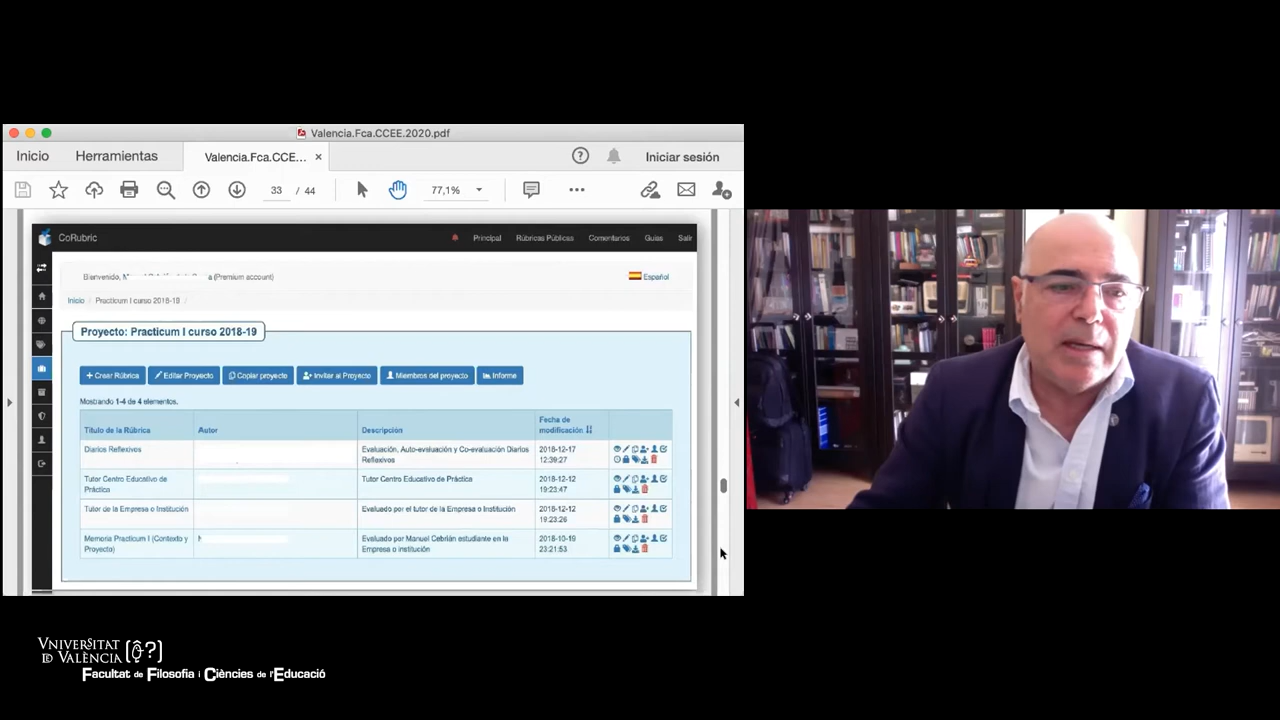 Valencia.Fca.CCEE.2020.pdf
Inicio Herramientas Valencia.Fca.CCE... × Iniciar sesión
33 / 44 77,1%
CoRubric Principal Rúbricas Públicas Comentarios Guías Salir
Bienvenido, (Premium account) Español
Inicio / Practicum I curso 2018-19 /
Proyecto: Practicum I curso 2018-19
+ Crear Rúbrica Editar Proyecto Copiar proyecto Invitar al Proyecto Miembros del proyecto Informe
Mostrando 1-4 de 4 elementos.
Título de la Rúbrica Autor Descripción Fecha de
modificación
Diarios Reflexivos Evaluación, Auto-evaluación y Co-evaluación Diarios
Reflexivos 2018-12-17
12:39:27
Tutor Centro Educativo de
Práctica Tutor Centro Educativo de Práctica 2018-12-12
19:23:47
Tutor de la Empresa o Institución Evaluado por el tutor de la Empresa o Institución 2018-12-12
19:23:26
Memoria Practicum I (Contexto y
Proyecto) Evaluado por Manuel Cebrián estudiante en la
Empresa o institución 2018-10-19
23:21:53
VNIVERSITAT
D VALÈNCIA
Facultat de Filosofia i Ciències de l'Educació